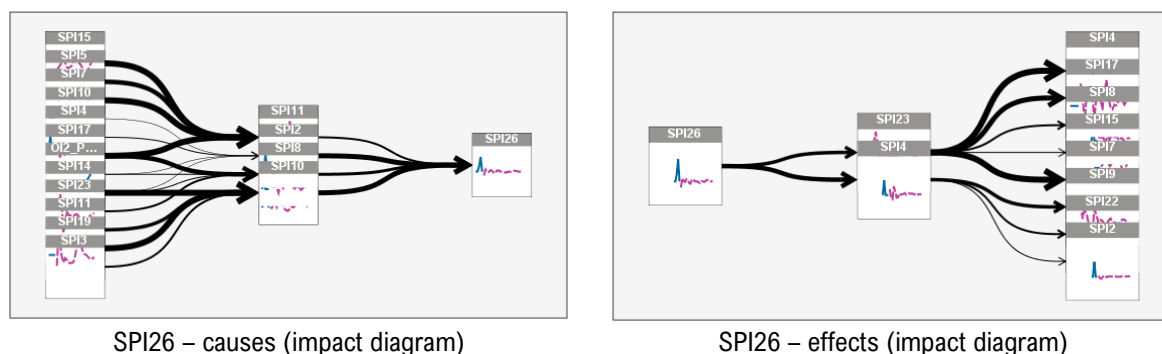 SPI15
SPI5
SPI7
SPI10
SPI4
SPI17
OI2_P...
SPI14
SPI23
SPI11
SPI19
SPI3
SPI11
SPI2
SPI8
SPI10
SPI26
SPI26
SPI23
SPI4
SPI4
SPI17
SPI8
SPI15
SPI7
SPI9
SPI22
SPI2
SPI26 – causes (impact diagram)
SPI26 – effects (impact diagram)